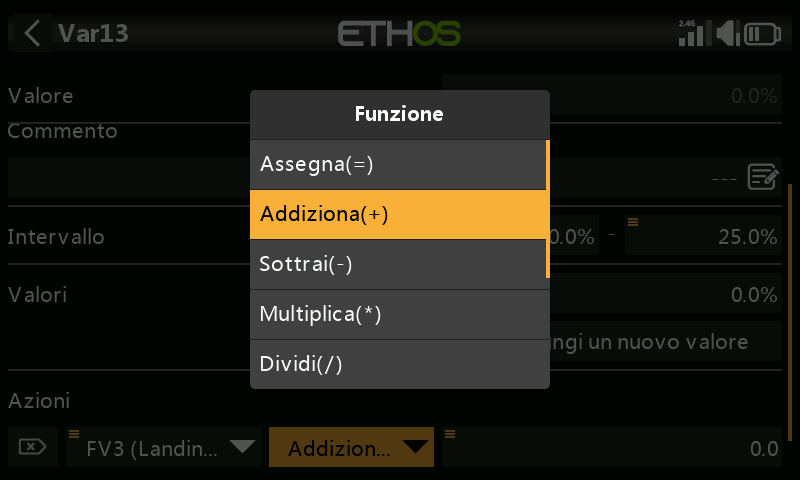 Var13
ETHOS
2.4G
Valore
0.0%
Commento
---
Funzione
Assegna(=)
Addiziona(+)
Sottrai(-)
Multiplica(*)
Dividi(/)
Intervallo
0.0% - 25.0%
Valori
0.0%
ngi un nuovo valore
Azioni
FV3 (Landin... Addizion... 0.0